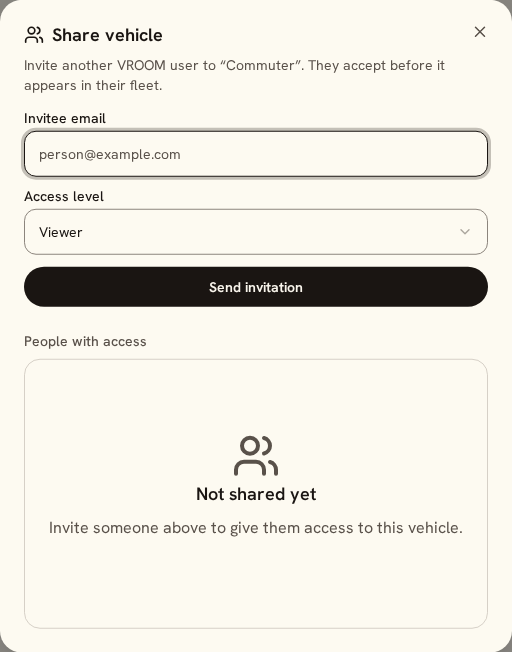 Share vehicle
Invite another VROOM user to “Commuter”. They accept before it
appears in their fleet.
Invitee email
person@example.com
Access level
Viewer
Send invitation
People with access
Not shared yet
Invite someone above to give them access to this vehicle.